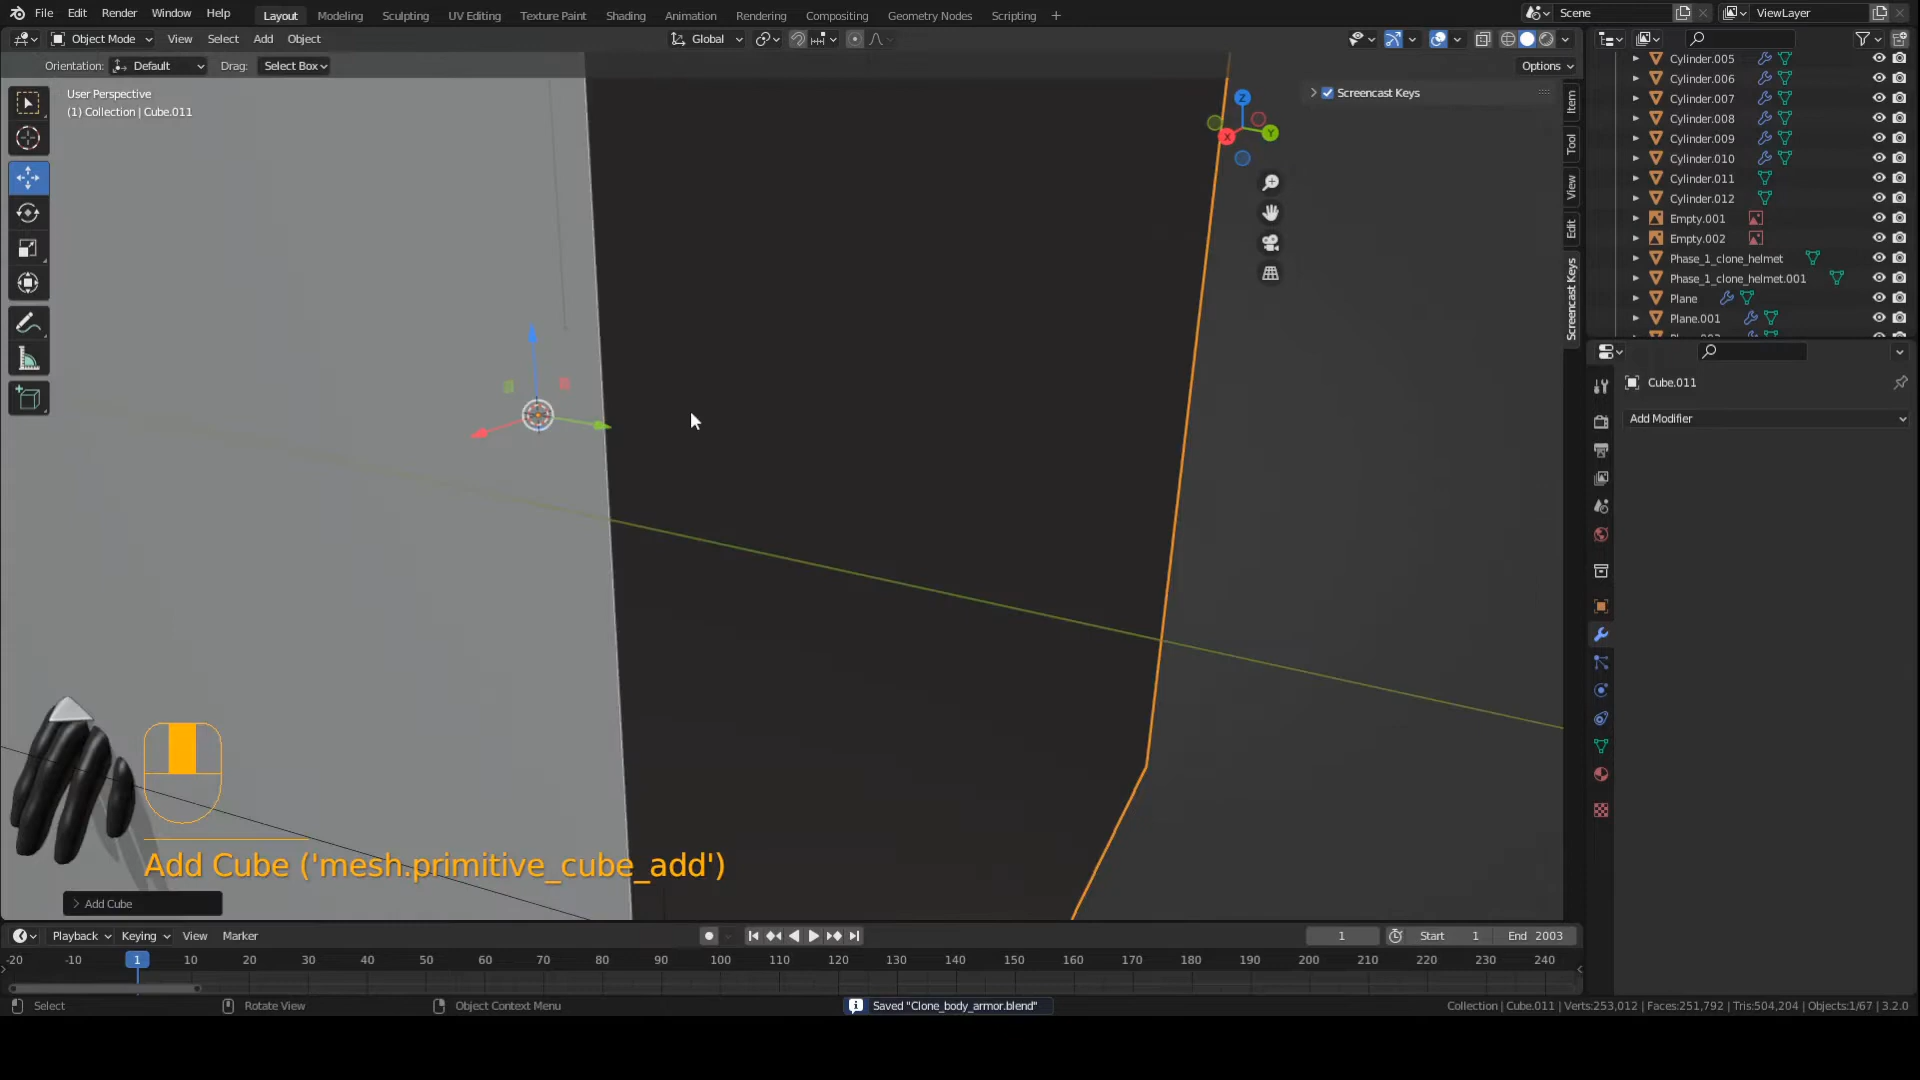 File Edit Render Window Help
Layout Modeling Sculpting UV Editing Texture Paint Shading Animation Rendering Compositing Geometry Nodes Scripting +
Scene
ViewLayer
Object Mode View Select Add Object
Global
Orientation: Default Drag: Select Box
Options
User Perspective
(1) Collection | Cube.011
Screencast Keys
Z
Y
X
Item
Tool
View
Edit
Screencast Keys
Cylinder.005
Cylinder.006
Cylinder.007
Cylinder.008
Cylinder.009
Cylinder.010
Cylinder.011
Cylinder.012
Empty.001
Empty.002
Phase_1_clone_helmet
Phase_1_clone_helmet.001
Plane
Plane.001
Cube.011
Add Modifier
Add Cube ('mesh.primitive_cube_add')
Add Cube
Playback Keying View Marker
1
Start 1
End 2003
-20 -10 1 10 20 30 40 50 60 70 80 90 100 110 120 130 140 150 160 170 180 190 200 210 220 230 240
Select
Rotate View
Object Context Menu
Saved "Clone_body_armor.blend"
Collection | Cube.011 | Verts:253,012 | Faces:251,792 | Tris:504,204 | Objects:1/67 | 3.2.0